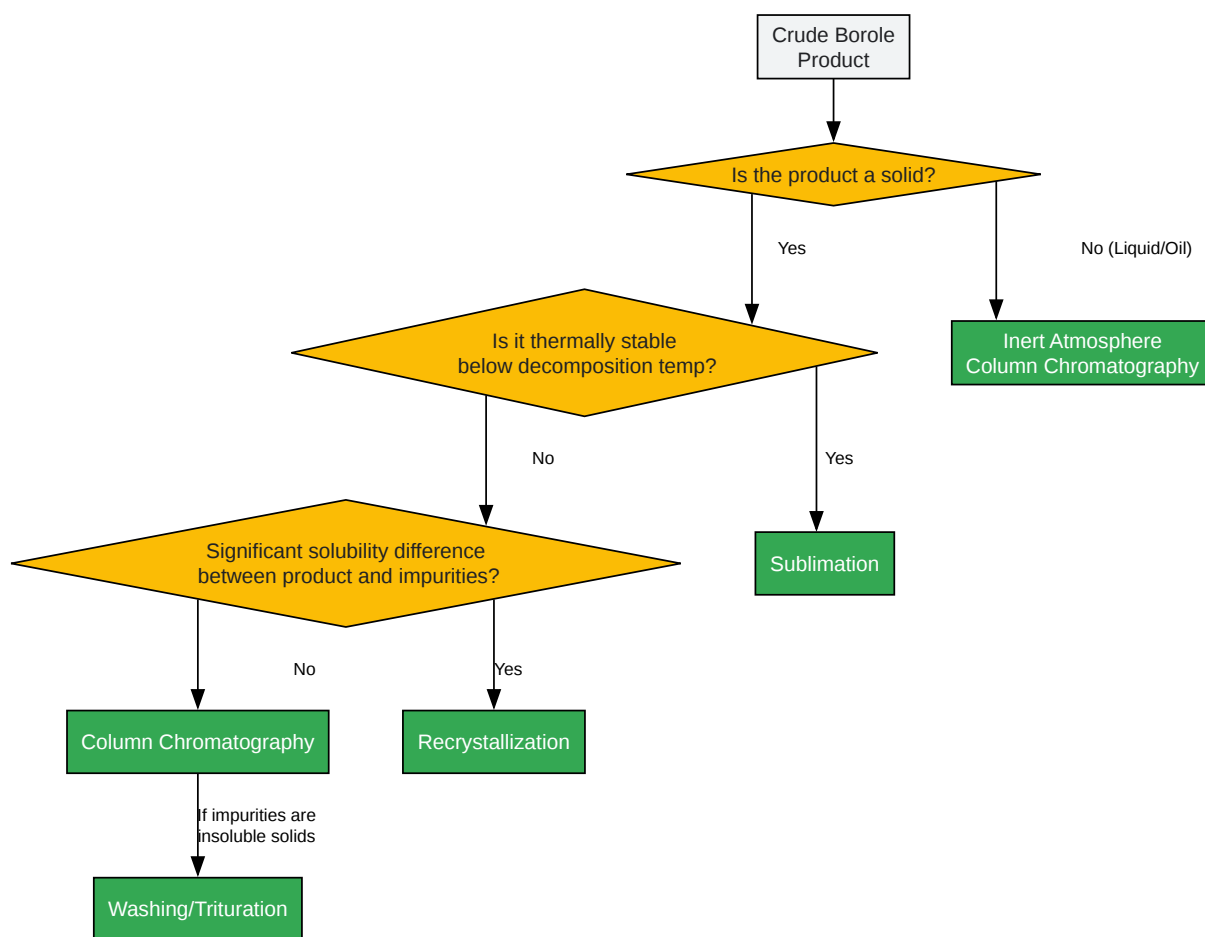 Crude Borole
Product
Is the product a solid?
Yes
No (Liquid/Oil)
Is it thermally stable
below decomposition temp?
Inert Atmosphere
Column Chromatography
No
Yes
Significant solubility difference
between product and impurities?
Sublimation
No
Yes
Column Chromatography
Recrystallization
If impurities are
insoluble solids
Washing/Trituration